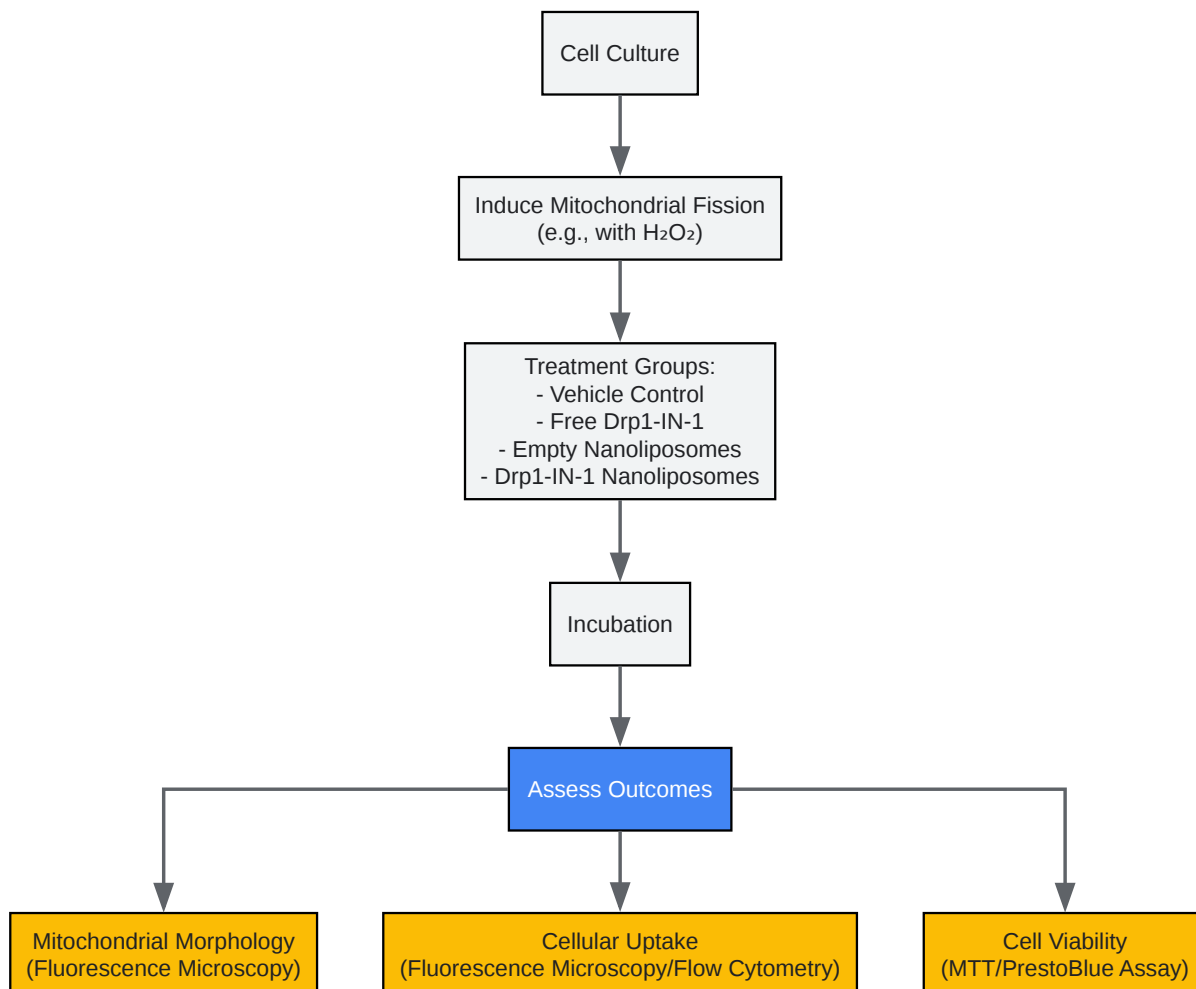 Cell Culture
Induce Mitochondrial Fission
(e.g., with H₂O₂)
Treatment Groups:
- Vehicle Control
- Free Drp1-IN-1
- Empty Nanoliposomes
- Drp1-IN-1 Nanoliposomes
Incubation
Assess Outcomes
Mitochondrial Morphology
(Fluorescence Microscopy)
Cellular Uptake
(Fluorescence Microscopy/Flow Cytometry)
Cell Viability
(MTT/PrestoBlue Assay)